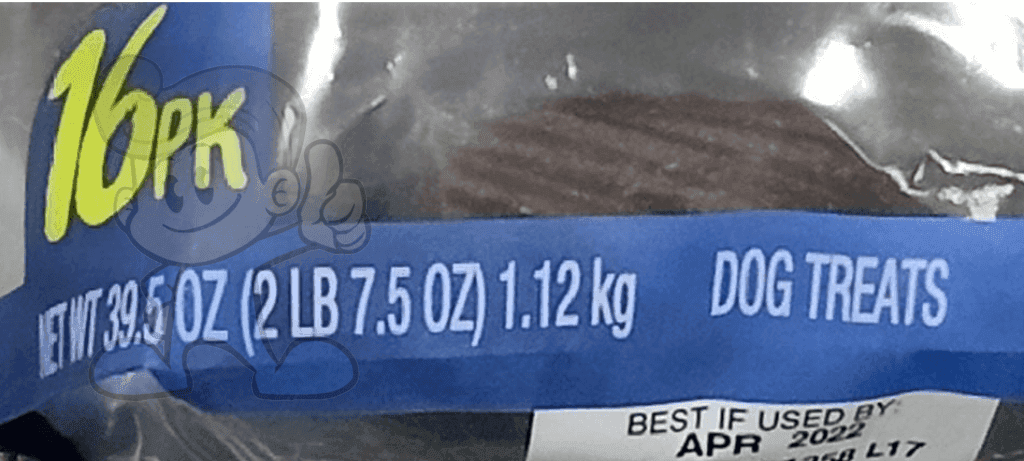 16PK
NET WT 39.5 OZ (2 LB 7.5 OZ) 1.12 kg
DOG TREATS
BEST IF USED BY:
APR 2022
L17